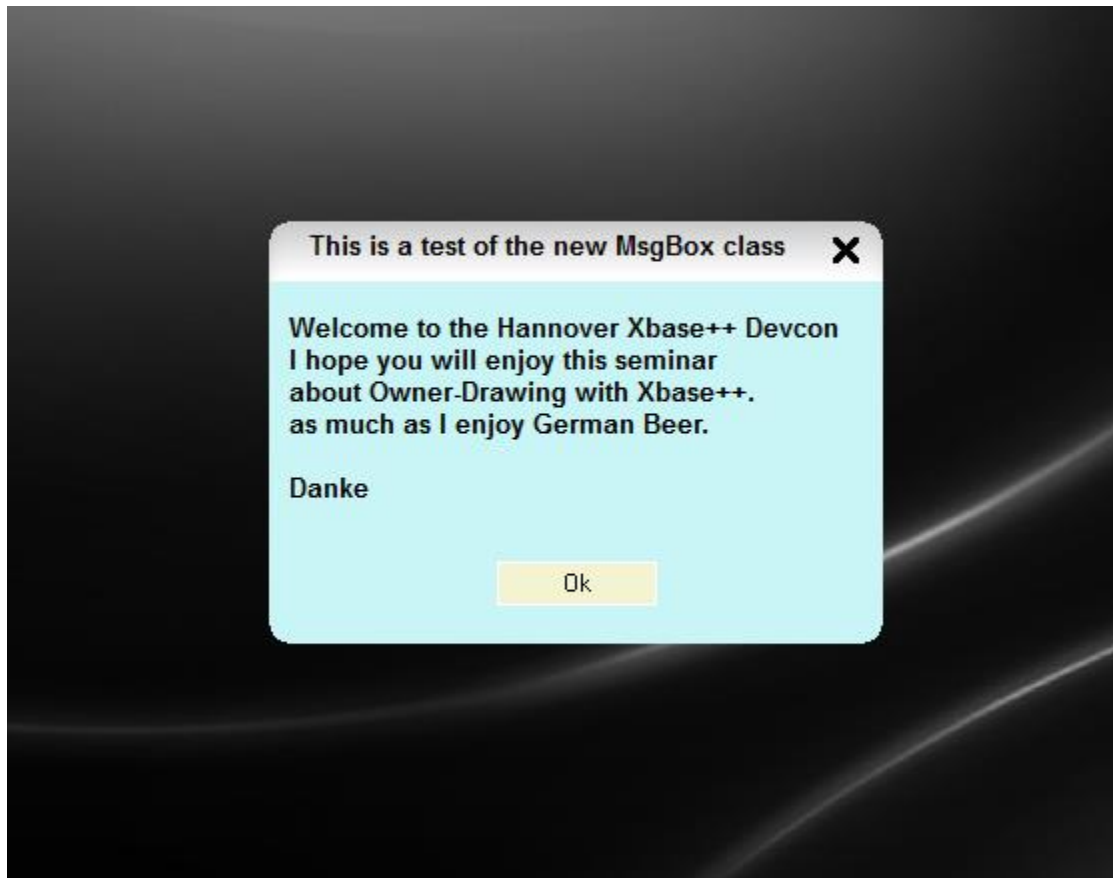 This is a test of the new MsgBox class
Welcome to the Hannover Xbase++ Devcon
I hope you will enjoy this seminar
about Owner-Drawing with Xbase++.
as much as I enjoy German Beer.
Danke
Ok